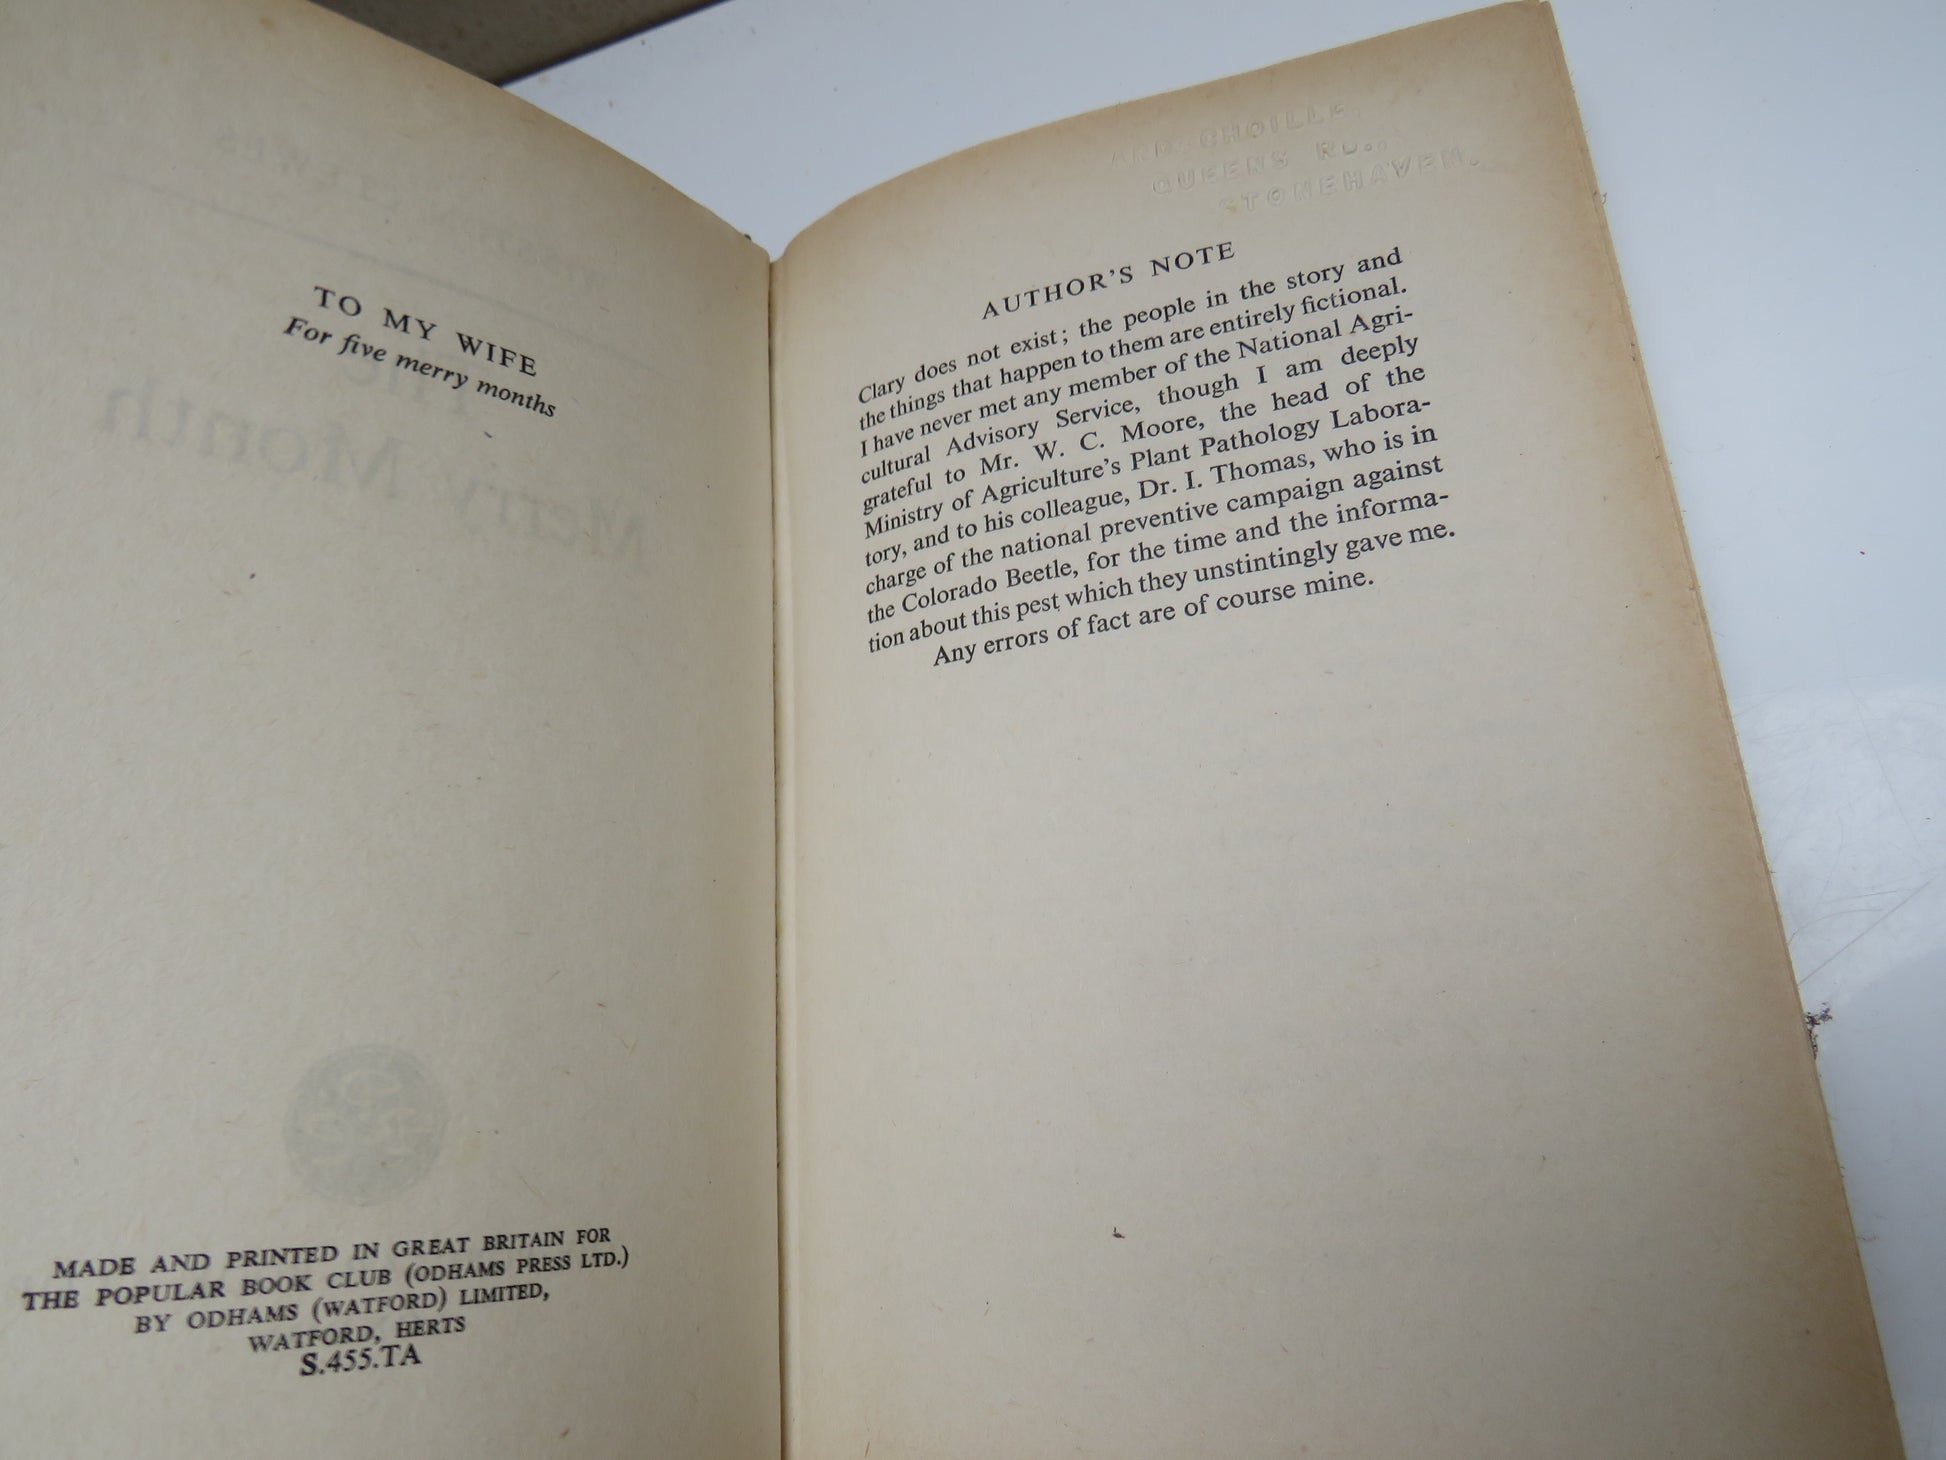 TO MY WIFE
For five merry months
MADE AND PRINTED IN GREAT BRITAIN FOR
THE POPULAR BOOK CLUB (ODHAMS PRESS LTD.)
BY ODHAMS (WATFORD) LIMITED,
WATFORD, HERTS
S.455.TA
ARD-CHOILLE,
QUEENS RD.,
STONEHAVEN.
AUTHOR'S NOTE
Clary does not exist; the people in the story and
the things that happen to them are entirely fictional.
I have never met any member of the National Agri-
cultural Advisory Service, though I am deeply
grateful to Mr. W. C. Moore, the head of the
Ministry of Agriculture's Plant Pathology Labora-
tory, and to his colleague, Dr. I. Thomas, who is in
charge of the national preventive campaign against
the Colorado Beetle, for the time and the informa-
tion about this pest which they unstintingly gave me.
Any errors of fact are of course mine.